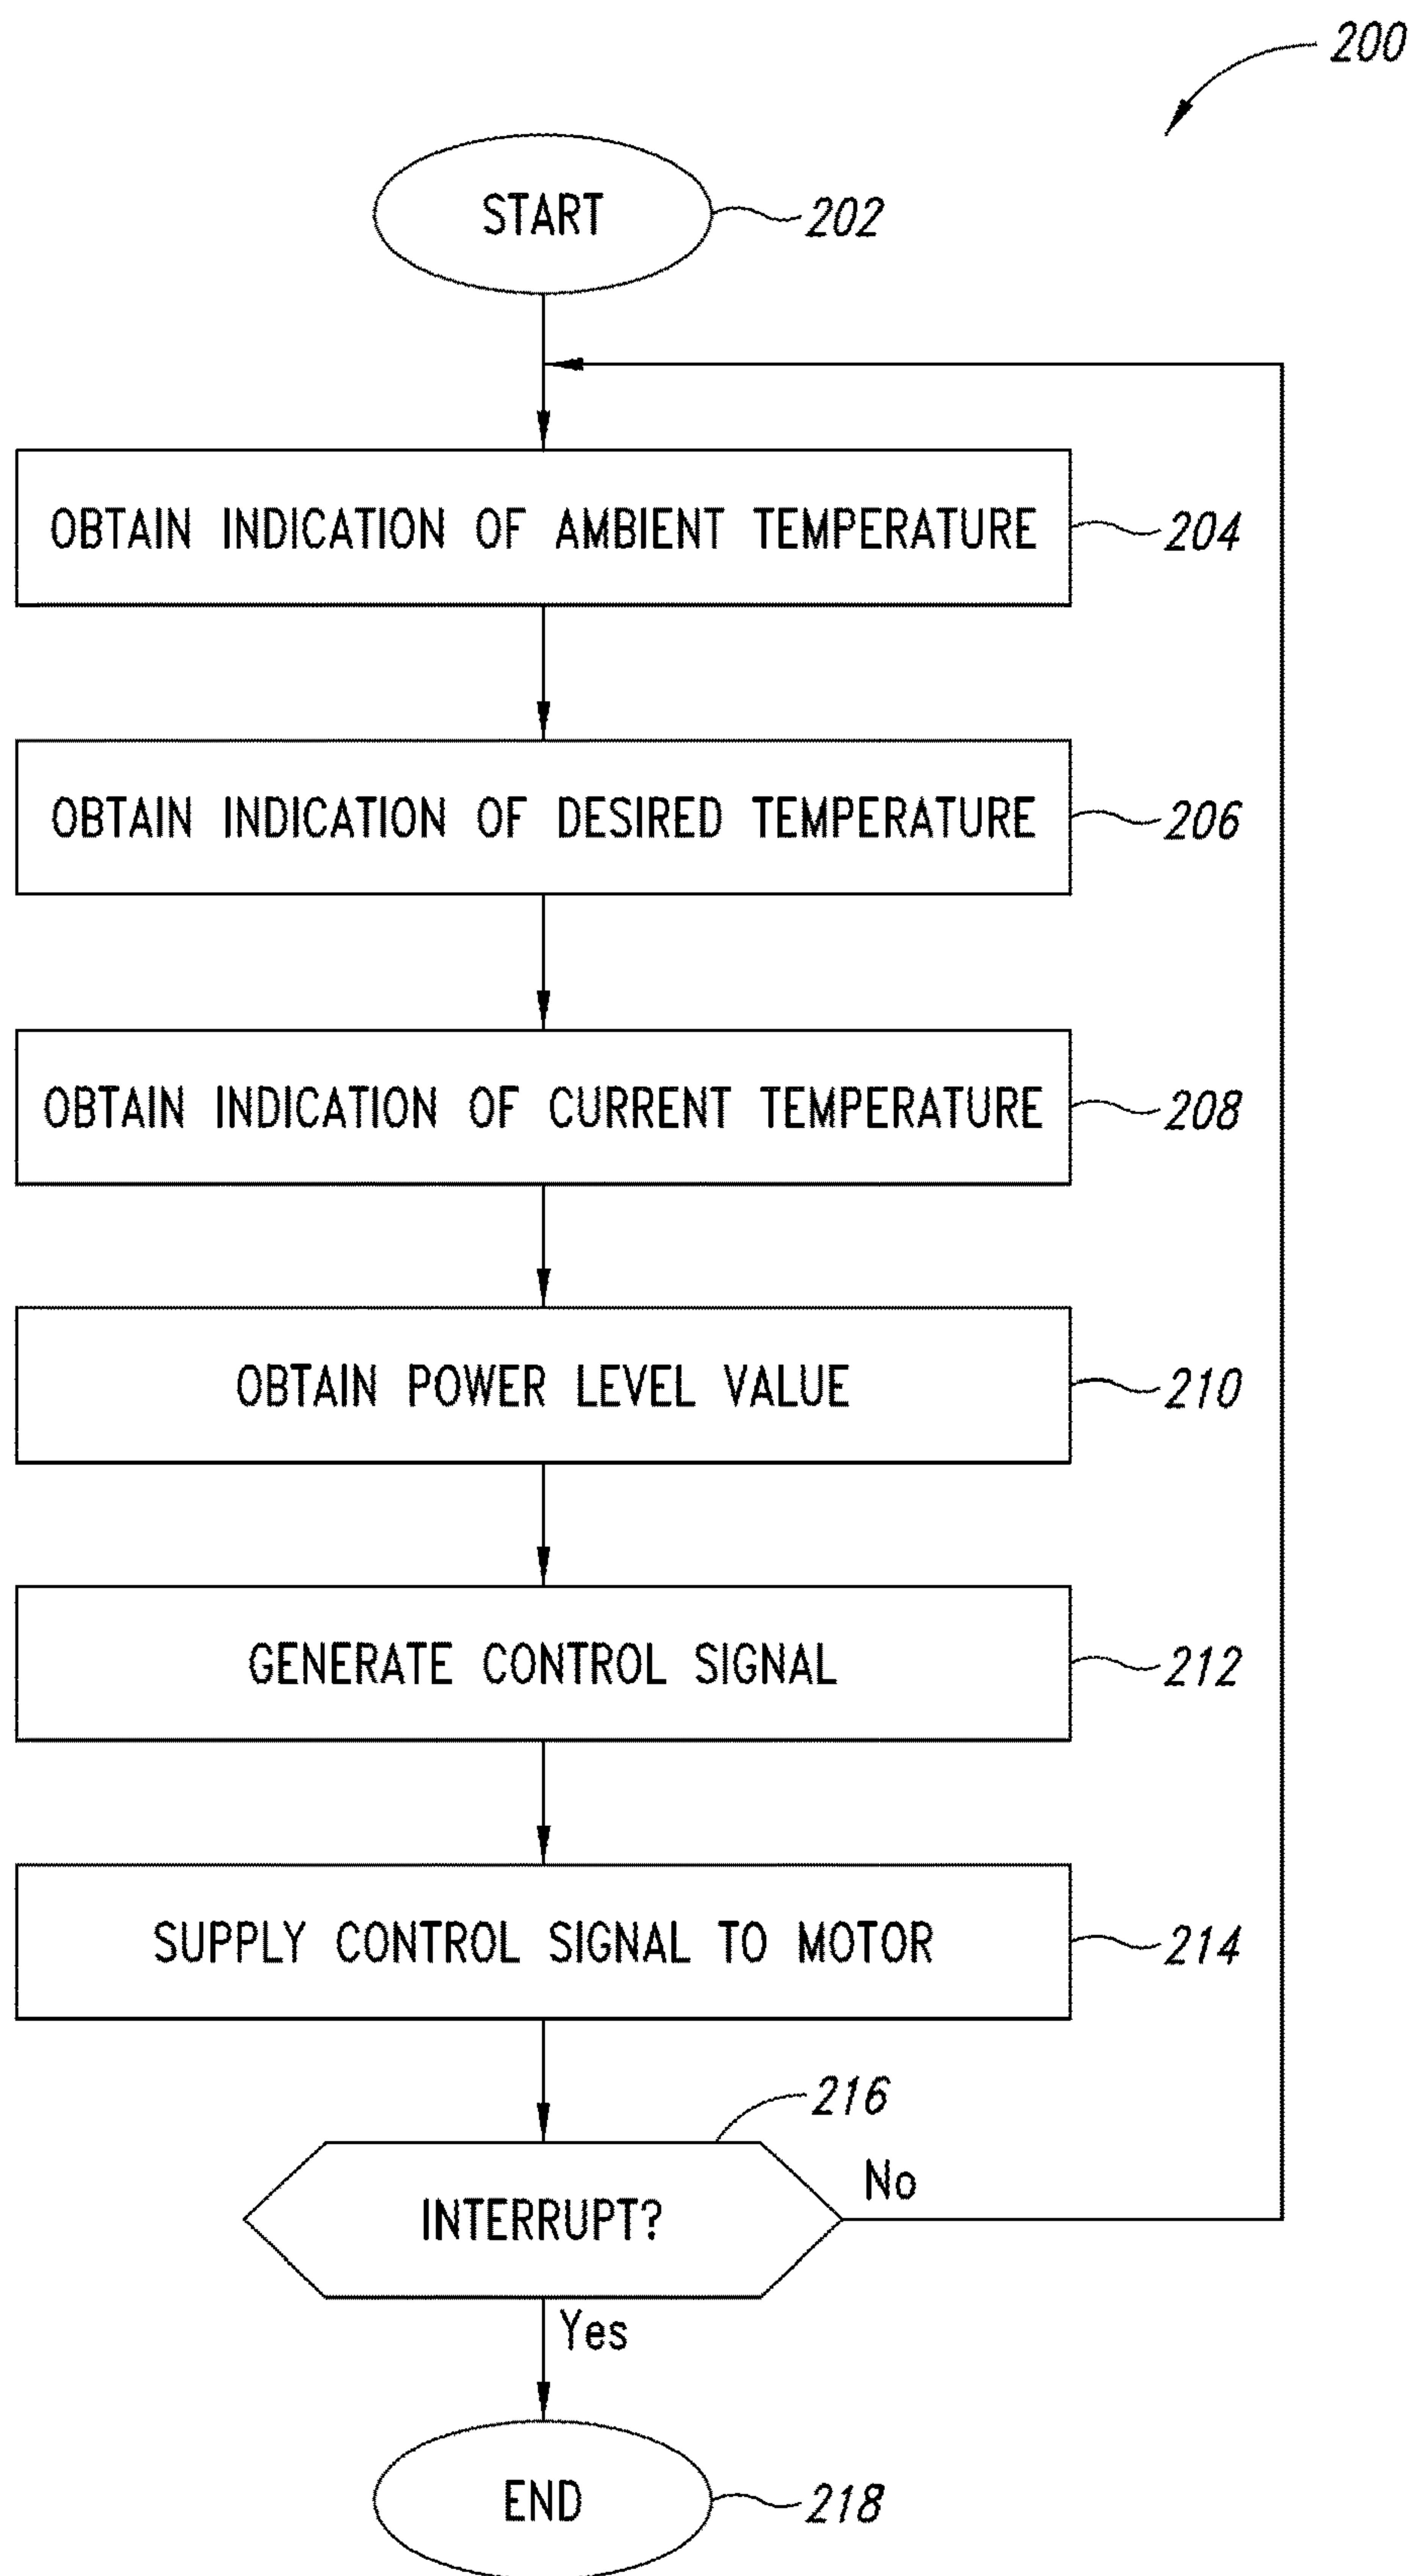 200
START
202
OBTAIN INDICATION OF AMBIENT TEMPERATURE
204
OBTAIN INDICATION OF DESIRED TEMPERATURE
206
OBTAIN INDICATION OF CURRENT TEMPERATURE
208
OBTAIN POWER LEVEL VALUE
210
GENERATE CONTROL SIGNAL
212
SUPPLY CONTROL SIGNAL TO MOTOR
214
216
INTERRUPT?
No
Yes
END
218